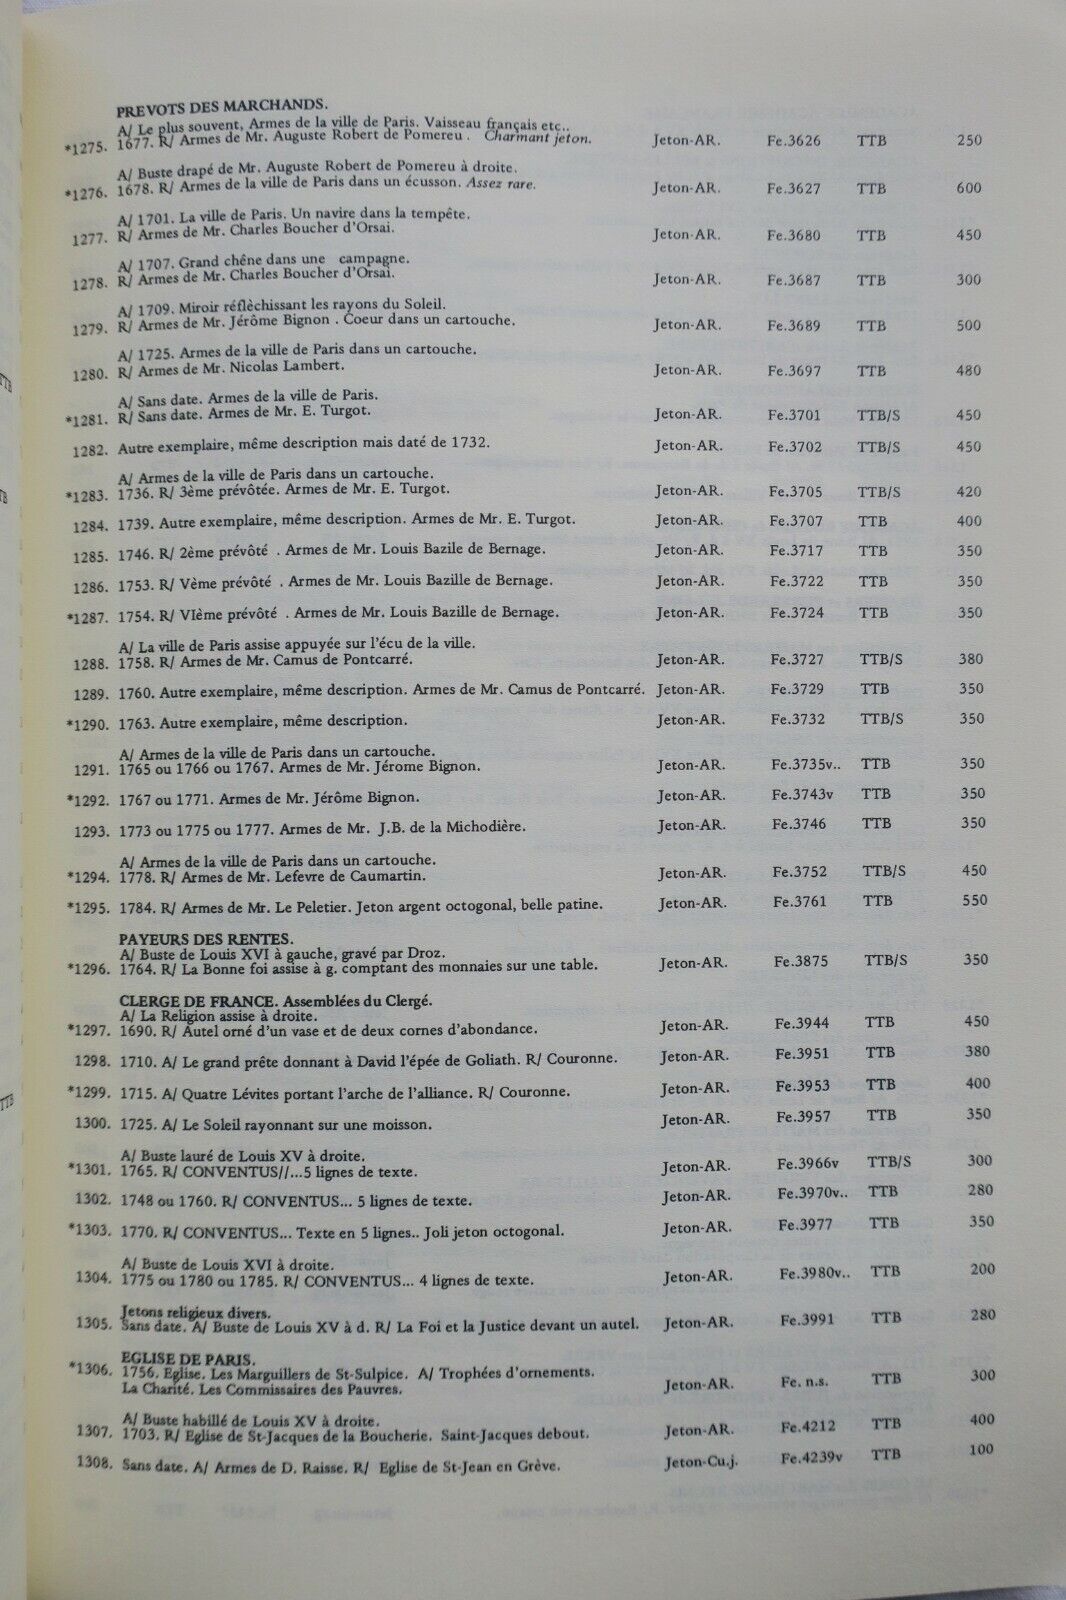 PREVOTS DES MARCHANDS.
A/ Le plus souvent, Armes de la ville de Paris. Vaisseau français etc..
*1275. 1677. R/ Armes de Mr. Auguste Robert de Pomereu . Charmant jeton. Jeton-AR. Fe.3626 TTB 250
A/ Buste drapé de Mr. Auguste Robert de Pomereu à droite.
*1276. 1678. R/ Armes de la ville de Paris dans un écusson. Assez rare. Jeton-AR. Fe.3627 TTB 600
A/ 1701. La ville de Paris. Un navire dans la tempête.
1277. R/ Armes de Mr. Charles Boucher d'Orsai. Jeton-AR. Fe.3680 TTB 450
A/ 1707. Grand chêne dans une campagne.
1278. R/ Armes de Mr. Charles Boucher d'Orsai. Jeton-AR. Fe.3687 TTB 300
A/ 1709. Miroir réflèchissant les rayons du Soleil.
1279. R/ Armes de Mr. Jérôme Bignon . Coeur dans un cartouche. Jeton-AR. Fe.3689 TTB 500
A/ 1725. Armes de la ville de Paris dans un cartouche.
1280. R/ Armes de Mr. Nicolas Lambert. Jeton-AR. Fe.3697 TTB 480
A/ Sans date. Armes de la ville de Paris.
*1281. R/ Sans date. Armes de Mr. E. Turgot. Jeton-AR. Fe.3701 TTB/S 450
1282. Autre exemplaire, même description mais daté de 1732. Jeton-AR. Fe.3702 TTB/S 450
A/ Armes de la ville de Paris dans un cartouche.
*1283. 1736. R/ 3ème prévôtée. Armes de Mr. E. Turgot. Jeton-AR. Fe.3705 TTB/S 420
1284. 1739. Autre exemplaire, même description. Armes de Mr. E. Turgot. Jeton-AR. Fe.3707 TTB 400
1285. 1746. R/ 2ème prévôté . Armes de Mr. Louis Bazile de Bernage. Jeton-AR. Fe.3717 TTB 350
1286. 1753. R/ Vème prévôté . Armes de Mr. Louis Bazille de Bernage. Jeton-AR. Fe.3722 TTB 350
*1287. 1754. R/ VIème prévôté . Armes de Mr. Louis Bazille de Bernage. Jeton-AR. Fe.3724 TTB 350
A/ La ville de Paris assise appuyée sur l'écu de la ville.
1288. 1758. R/ Armes de Mr. Camus de Pontcarré. Jeton-AR. Fe.3727 TTB/S 380
1289. 1760. Autre exemplaire, même description. Armes de Mr. Camus de Pontcarré. Jeton-AR. Fe.3729 TTB 350
*1290. 1763. Autre exemplaire, même description. Jeton-AR. Fe.3732 TTB/S 350
A/ Armes de la ville de Paris dans un cartouche.
1291. 1765 ou 1766 ou 1767. Armes de Mr. Jérome Bignon. Jeton-AR. Fe.3735v.. TTB 350
*1292. 1767 ou 1771. Armes de Mr. Jérôme Bignon. Jeton-AR. Fe.3743v TTB 350
1293. 1773 ou 1775 ou 1777. Armes de Mr. J.B. de la Michodière. Jeton-AR. Fe.3746 TTB 350
A/ Armes de la ville de Paris dans un cartouche.
*1294. 1778. R/ Armes de Mr. Lefevre de Caumartin. Jeton-AR. Fe.3752 TTB/S 450
*1295. 1784. R/ Armes de Mr. Le Peletier. Jeton argent octogonal, belle patine. Jeton-AR. Fe.3761 TTB 550
PAYEURS DES RENTES.
A/ Buste de Louis XVI à gauche, gravé par Droz.
*1296. 1764. R/ La Bonne foi assise à g. comptant des monnaies sur une table. Jeton-AR. Fe.3875 TTB/S 350
CLERGE DE FRANCE. Assemblées du Clergé.
A/ La Religion assise à droite.
*1297. 1690. R/ Autel orné d'un vase et de deux cornes d'abondance. Jeton-AR. Fe.3944 TTB 450
1298. 1710. A/ Le grand prête donnant à David l'épée de Goliath. R/ Couronne. Jeton-AR. Fe.3951 TTB 380
*1299. 1715. A/ Quatre Lévites portant l'arche de l'alliance. R/ Couronne. Jeton-AR. Fe.3953 TTB 400
1300. 1725. A/ Le Soleil rayonnant sur une moisson. Jeton-AR. Fe.3957 TTB 350
A/ Buste lauré de Louis XV à droite.
*1301. 1765. R/ CONVENTUS//...5 lignes de texte. Jeton-AR. Fe.3966v TTB/S 300
1302. 1748 ou 1760. R/ CONVENTUS... 5 lignes de texte. Jeton-AR. Fe.3970v.. TTB 280
*1303. 1770. R/ CONVENTUS... Texte en 5 lignes.. Joli jeton octogonal. Jeton-AR. Fe.3977 TTB 350
A/ Buste de Louis XVI à droite.
1304. 1775 ou 1780 ou 1785. R/ CONVENTUS... 4 lignes de texte. Jeton-AR. Fe.3980v.. TTB 200
Jetons religieux divers.
1305. Sans date. A/ Buste de Louis XV à d. R/ La Foi et la Justice devant un autel. Jeton-AR. Fe.3991 TTB 280
EGLISE DE PARIS.
*1306. 1756. Eglise. Les Marguillers de St-Sulpice. A/ Trophées d'ornements.
La Charité. Les Commissaires des Pauvres. Jeton-AR. Fe. n.s. TTB 300
A/ Buste habillé de Louis XV à droite.
1307. 1703. R/ Eglise de St-Jacques de la Boucherie. Saint-Jacques debout. Jeton-AR. Fe.4212 TTB 400
1308. Sans date. A/ Armes de D. Raisse. R/ Eglise de St-Jean en Grève. Jeton-Cu.j. Fe.4239v TTB 100
TTB
TB
TTB